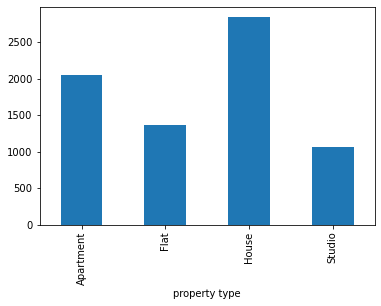 2500
2000
1500
1000
500
0
Apartment
Flat
House
Studio
property type